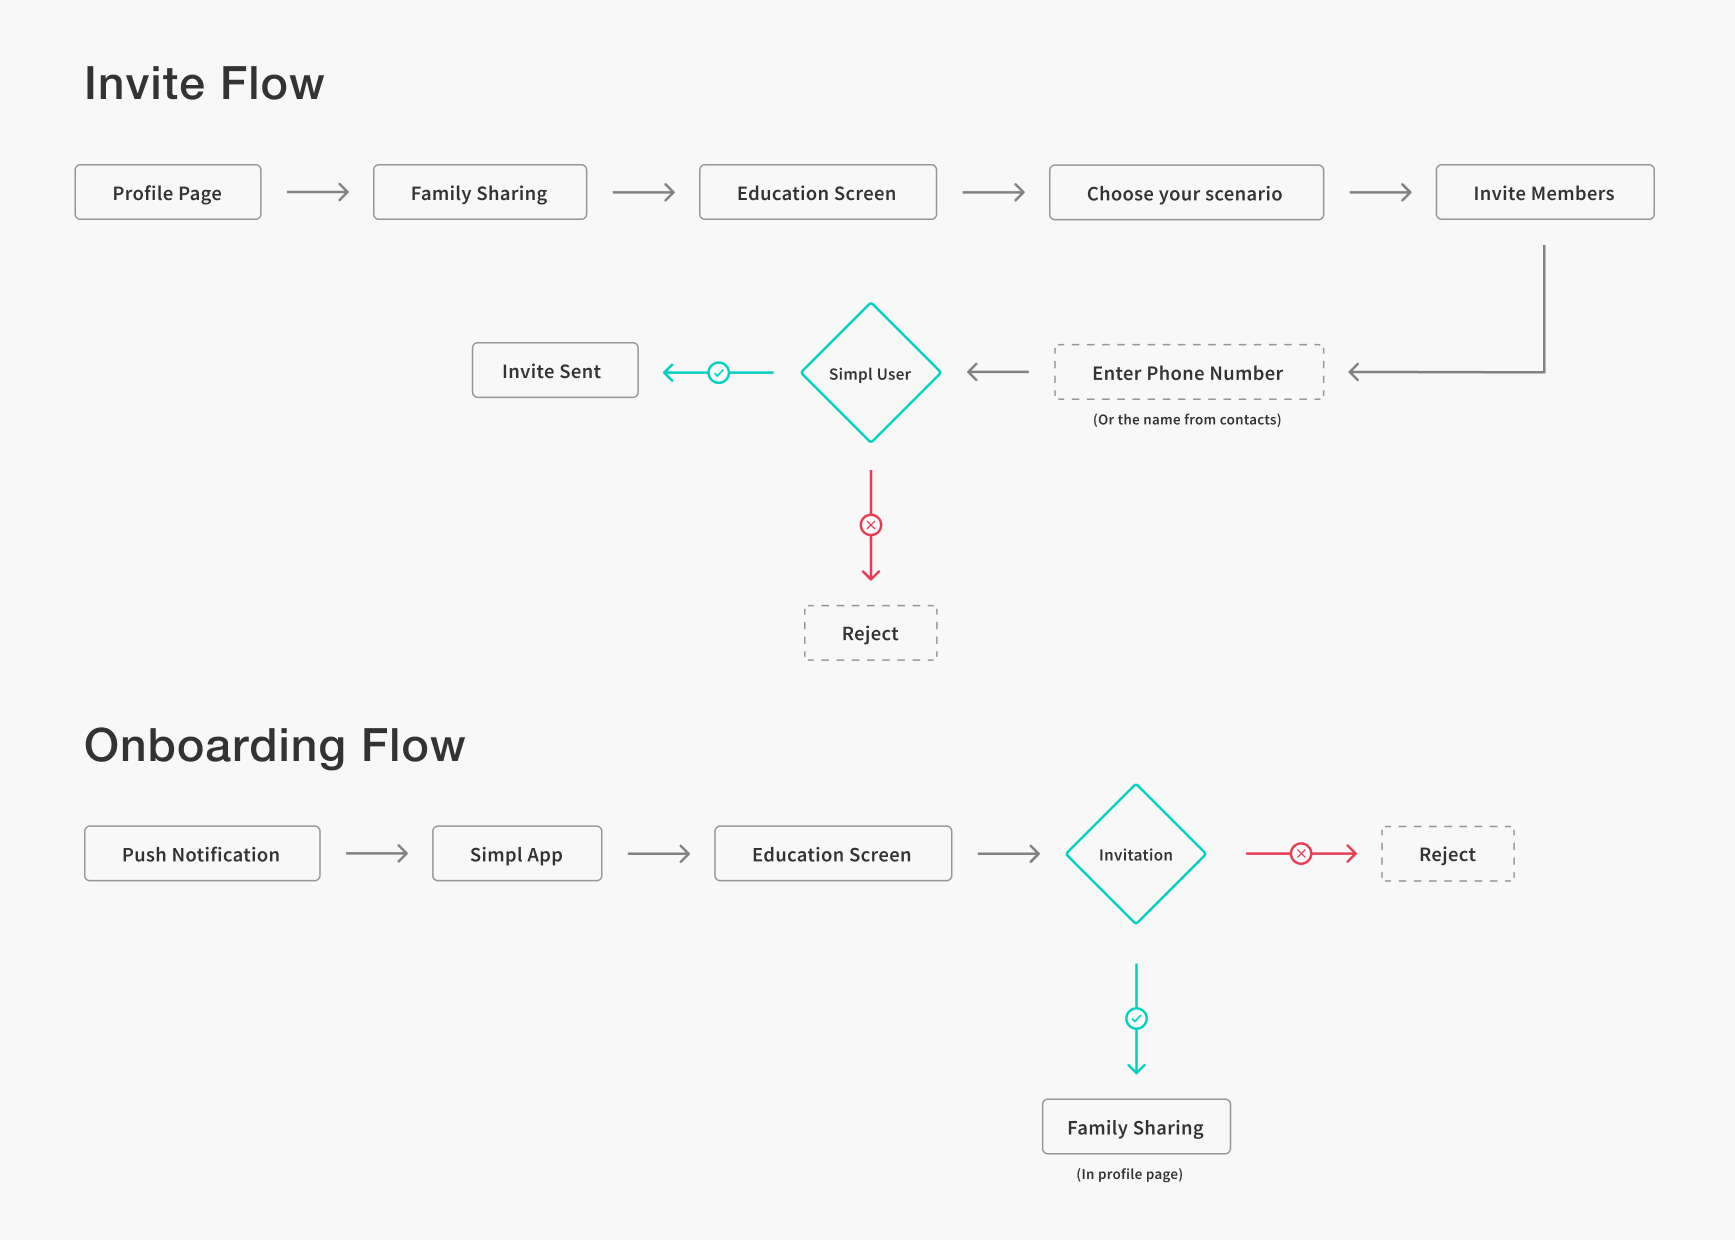 Invite Flow
Profile Page
Family Sharing
Education Screen
Choose your scenario
Invite Members
Invite Sent
Simpl User
Enter Phone Number
(Or the name from contacts)
Reject
Onboarding Flow
Push Notification
Simpl App
Education Screen
Invitation
Reject
Family Sharing
(In profile page)